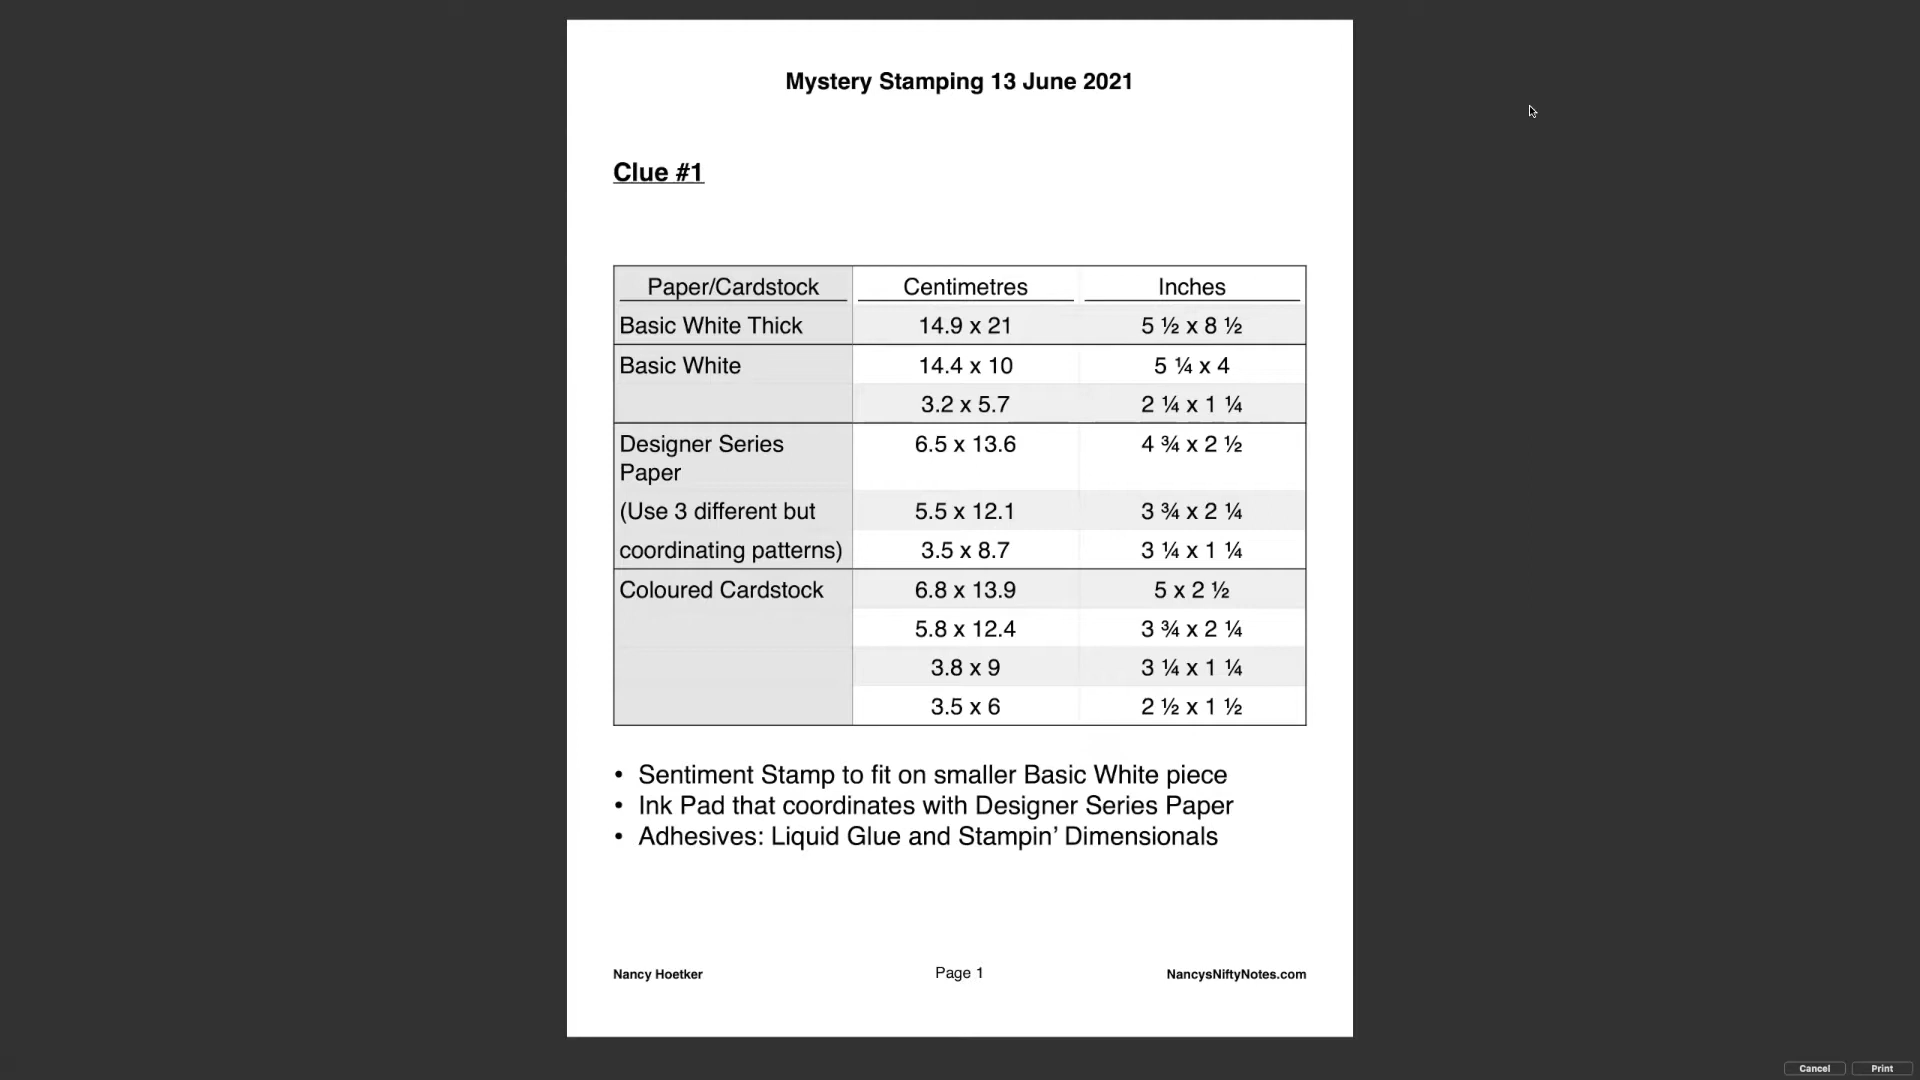 Mystery Stamping 13 June 2021
Clue #1
Paper/Cardstock Centimetres Inches
Basic White Thick 14.9 x 21 5 ½ x 8 ½
Basic White 14.4 x 10 5 ¼ x 4
3.2 x 5.7 2 ¼ x 1 ¼
Designer Series 6.5 x 13.6 4 ¾ x 2 ½
Paper
(Use 3 different but 5.5 x 12.1 3 ¾ x 2 ¼
coordinating patterns) 3.5 x 8.7 3 ¼ x 1 ¼
Coloured Cardstock 6.8 x 13.9 5 x 2 ½
5.8 x 12.4 3 ¾ x 2 ¼
3.8 x 9 3 ¼ x 1 ¼
3.5 x 6 2 ½ x 1 ½
• Sentiment Stamp to fit on smaller Basic White piece
• Ink Pad that coordinates with Designer Series Paper
• Adhesives: Liquid Glue and Stampin’ Dimensionals
Nancy Hoetker Page 1 NancysNiftyNotes.com
Cancel Print